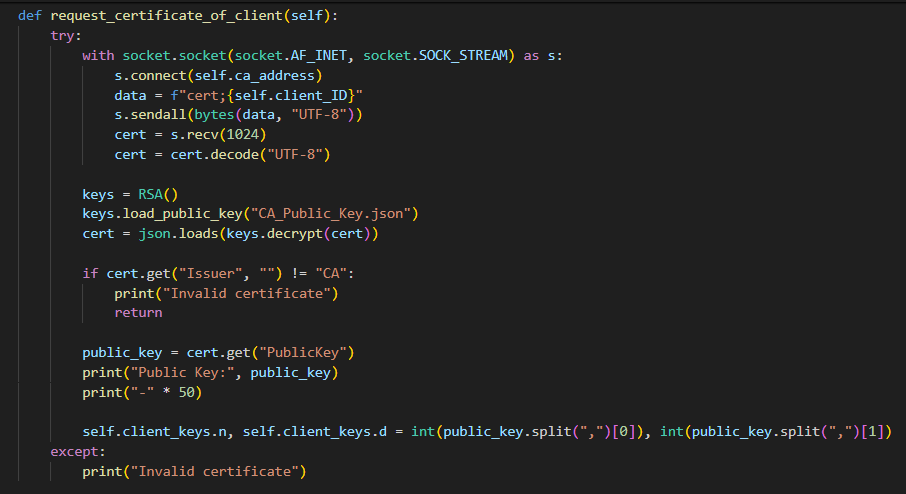 def request_certificate_of_client(self):
    try:
        with socket.socket(socket.AF_INET, socket.SOCK_STREAM) as s:
            s.connect(self.ca_address)
            data = f"cert;{self.client_ID}"
            s.sendall(bytes(data, "UTF-8"))
            cert = s.recv(1024)
            cert = cert.decode("UTF-8")

        keys = RSA()
        keys.load_public_key("CA_Public_Key.json")
        cert = json.loads(keys.decrypt(cert))

        if cert.get("Issuer", "") != "CA":
            print("Invalid certificate")
            return

        public_key = cert.get("PublicKey")
        print("Public Key:", public_key)
        print("-" * 50)

        self.client_keys.n, self.client_keys.d = int(public_key.split(",")[0]), int(public_key.split(",")[1])
    except:
        print("Invalid certificate")